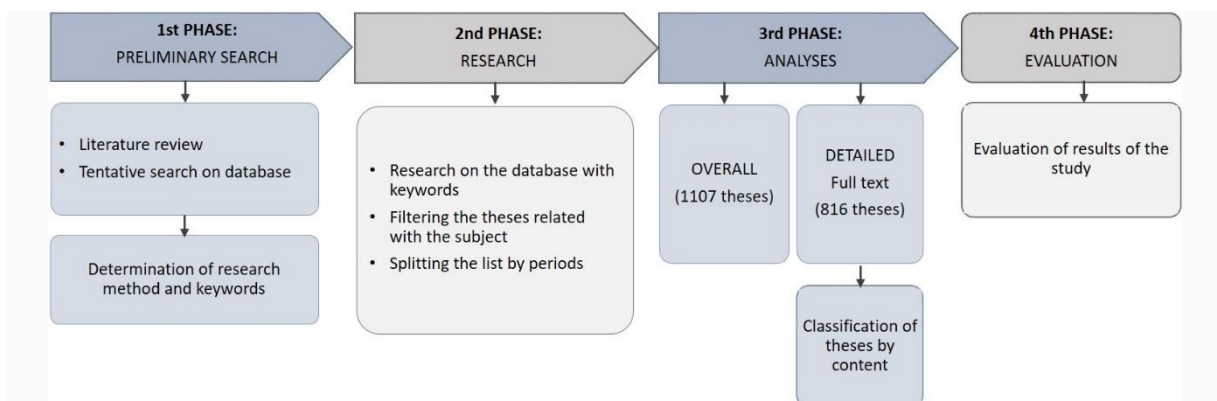 1st PHASE:
PRELIMINARY SEARCH
• Literature review
• Tentative search on database
Determination of research
method and keywords
2nd PHASE:
RESEARCH
• Research on the database with
keywords
• Filtering the theses related
with the subject
• Splitting the list by periods
3rd PHASE:
ANALYSES
OVERALL
(1107 theses)
DETAILED
Full text
(816 theses)
Classification of
theses by
content
4th PHASE:
EVALUATION
Evaluation of results of the
study